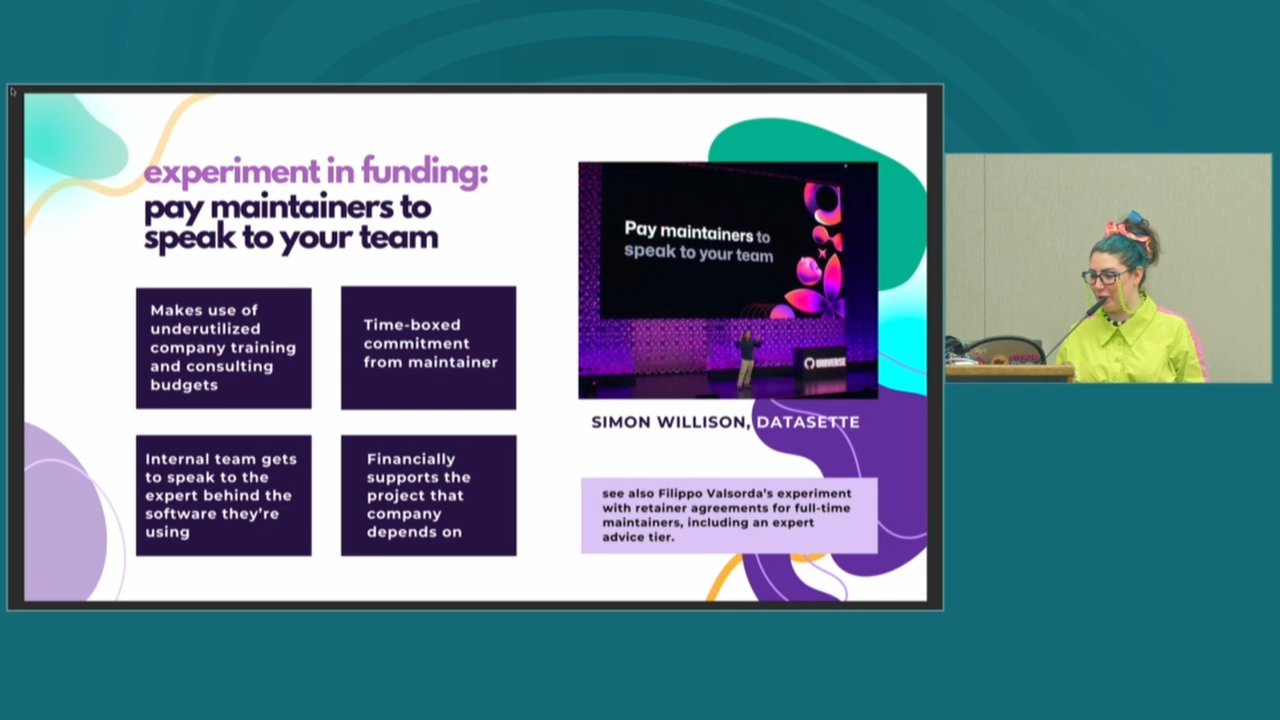 experiment in funding:
pay maintainers to
speak to your team
Makes use of
underutilized
company training
and consulting
budgets
Time-boxed
commitment
from maintainer
Internal team gets
to speak to the
expert behind the
software they're
using
Financially
supports the
project that
company
depends on
Pay maintainers to
speak to your team
UNIVERSE
SIMON WILLISON, DATASETTE
see also Filippo Valsorda's experiment
with retainer agreements for full-time
maintainers, including an expert
advice tier.